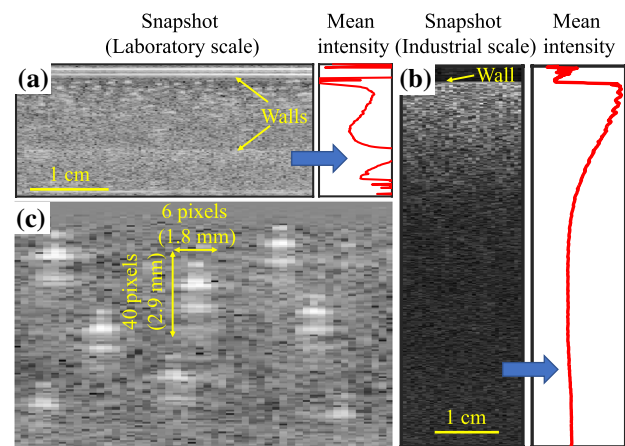 Snapshot
(Laboratory scale)
Mean
intensity
Snapshot
(Industrial scale)
Mean
intensity
(a)
Walls
1 cm
(b)
Wall
1 cm
(c)
6 pixels
(1.8 mm)
40 pixels
(2.9 mm)